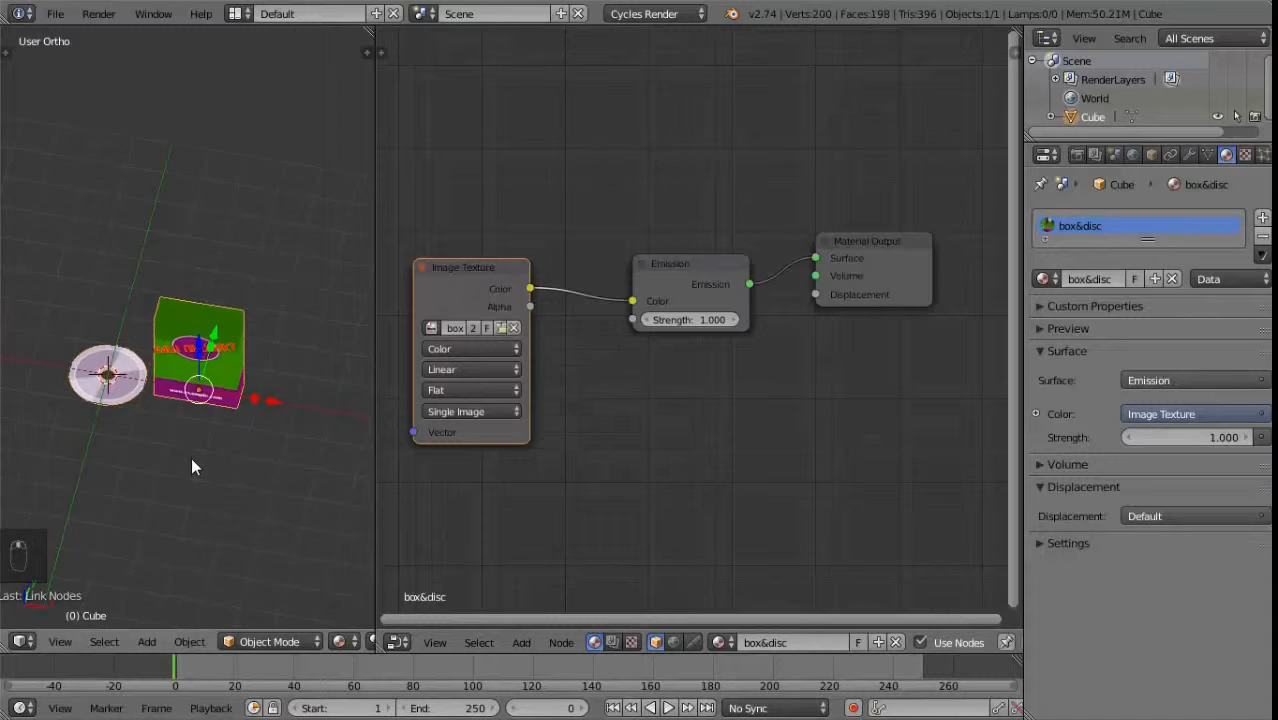 File Render Window Help Default Scene Cycles Render v2.74 | Verts:200 | Faces:198 | Tris:396 | Objects:1/1 | Lamps:0/0 | Mem:50.21M | Cube
User Ortho
View Search All Scenes
Scene
RenderLayers
World
Cube
Cube box&disc
box&disc
box&disc F Data
Custom Properties
Preview
Surface
Surface: Emission
Color: Image Texture
Strength: 1.000
Volume
Displacement
Displacement: Default
Settings
Image Texture
Color
Alpha
box 2 F
Color
Linear
Flat
Single Image
Vector
Emission
Emission
Color
Strength: 1.000
Material Output
Surface
Volume
Displacement
Last: Link Nodes
(0) Cube
box&disc
View Select Add Object Object Mode
View Select Add Node box&disc F Use Nodes
-40 -20 0 20 40 60 80 100 120 140 160 180 200 220 240 260
View Marker Frame Playback Start: 1 End: 250 0 No Sync